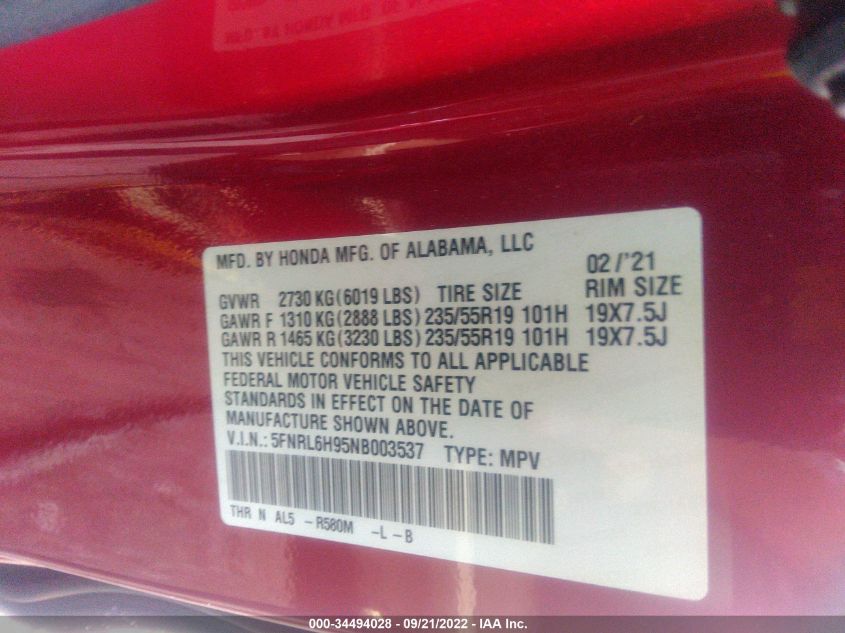 MFD. BY HONDA MFG. OF ALABAMA, LLC 02/'21
GVWR 2730 KG(6019 LBS) TIRE SIZE RIM SIZE
GAWR F 1310 KG(2888 LBS) 235/55R19 101H 19X7.5J
GAWR R 1465 KG(3230 LBS) 235/55R19 101H 19X7.5J
THIS VEHICLE CONFORMS TO ALL APPLICABLE
FEDERAL MOTOR VEHICLE SAFETY
STANDARDS IN EFFECT ON THE DATE OF
MANUFACTURE SHOWN ABOVE.
V.I.N.: 5FNRL6H95NB003537 TYPE: MPV
THR N AL5 -R580M -L-B
000-34494028 - 09/21/2022 - IAA Inc.